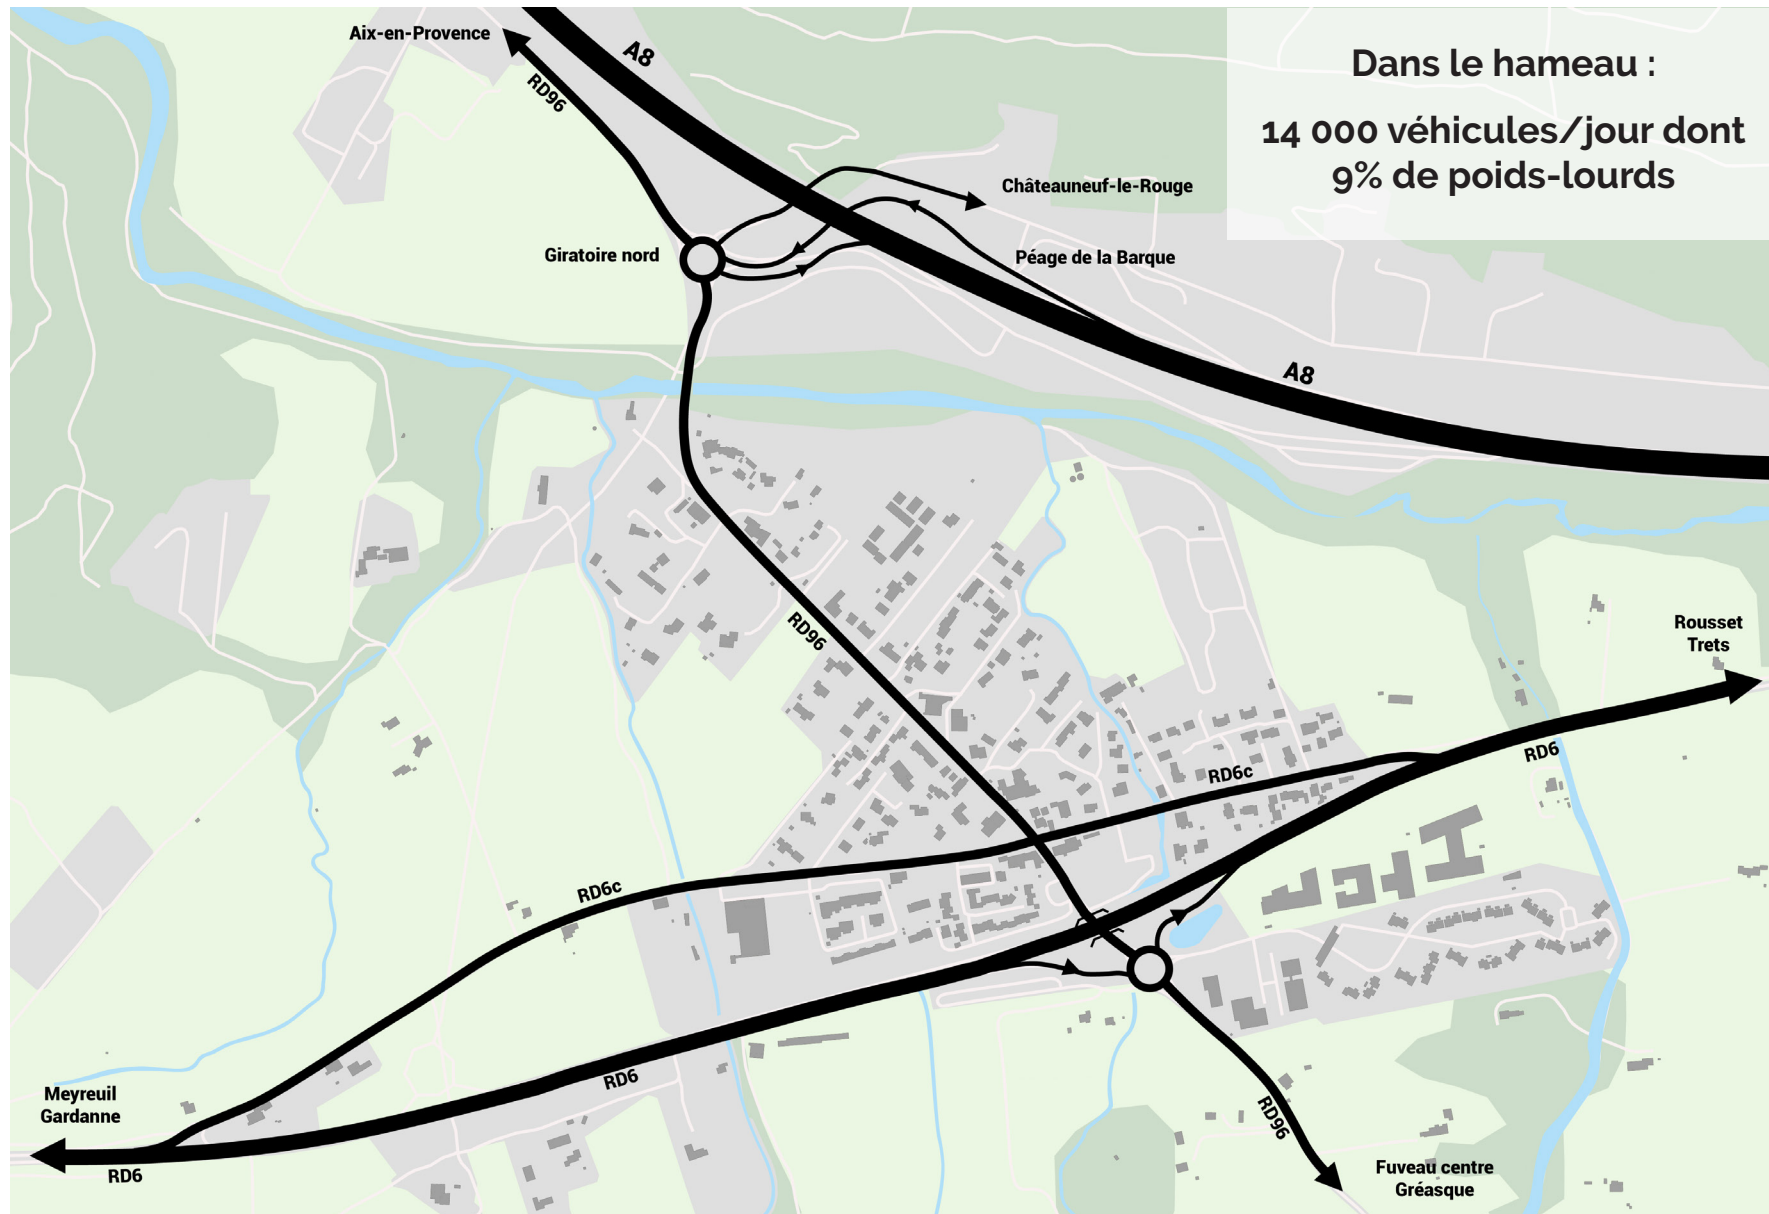 Aix-en-Provence
A8
RD96
Dans le hameau :
14 000 véhicules/jour dont
9% de poids-lourds
Châteauneuf-le-Rouge
Giratoire nord
Péage de la Barque
A8
RD96
Rousset
Trets
RD6
RD6c
RD6c
RD6
Meyreuil
Gardanne
RD6
RD96
Fuveau centre
Gréasque